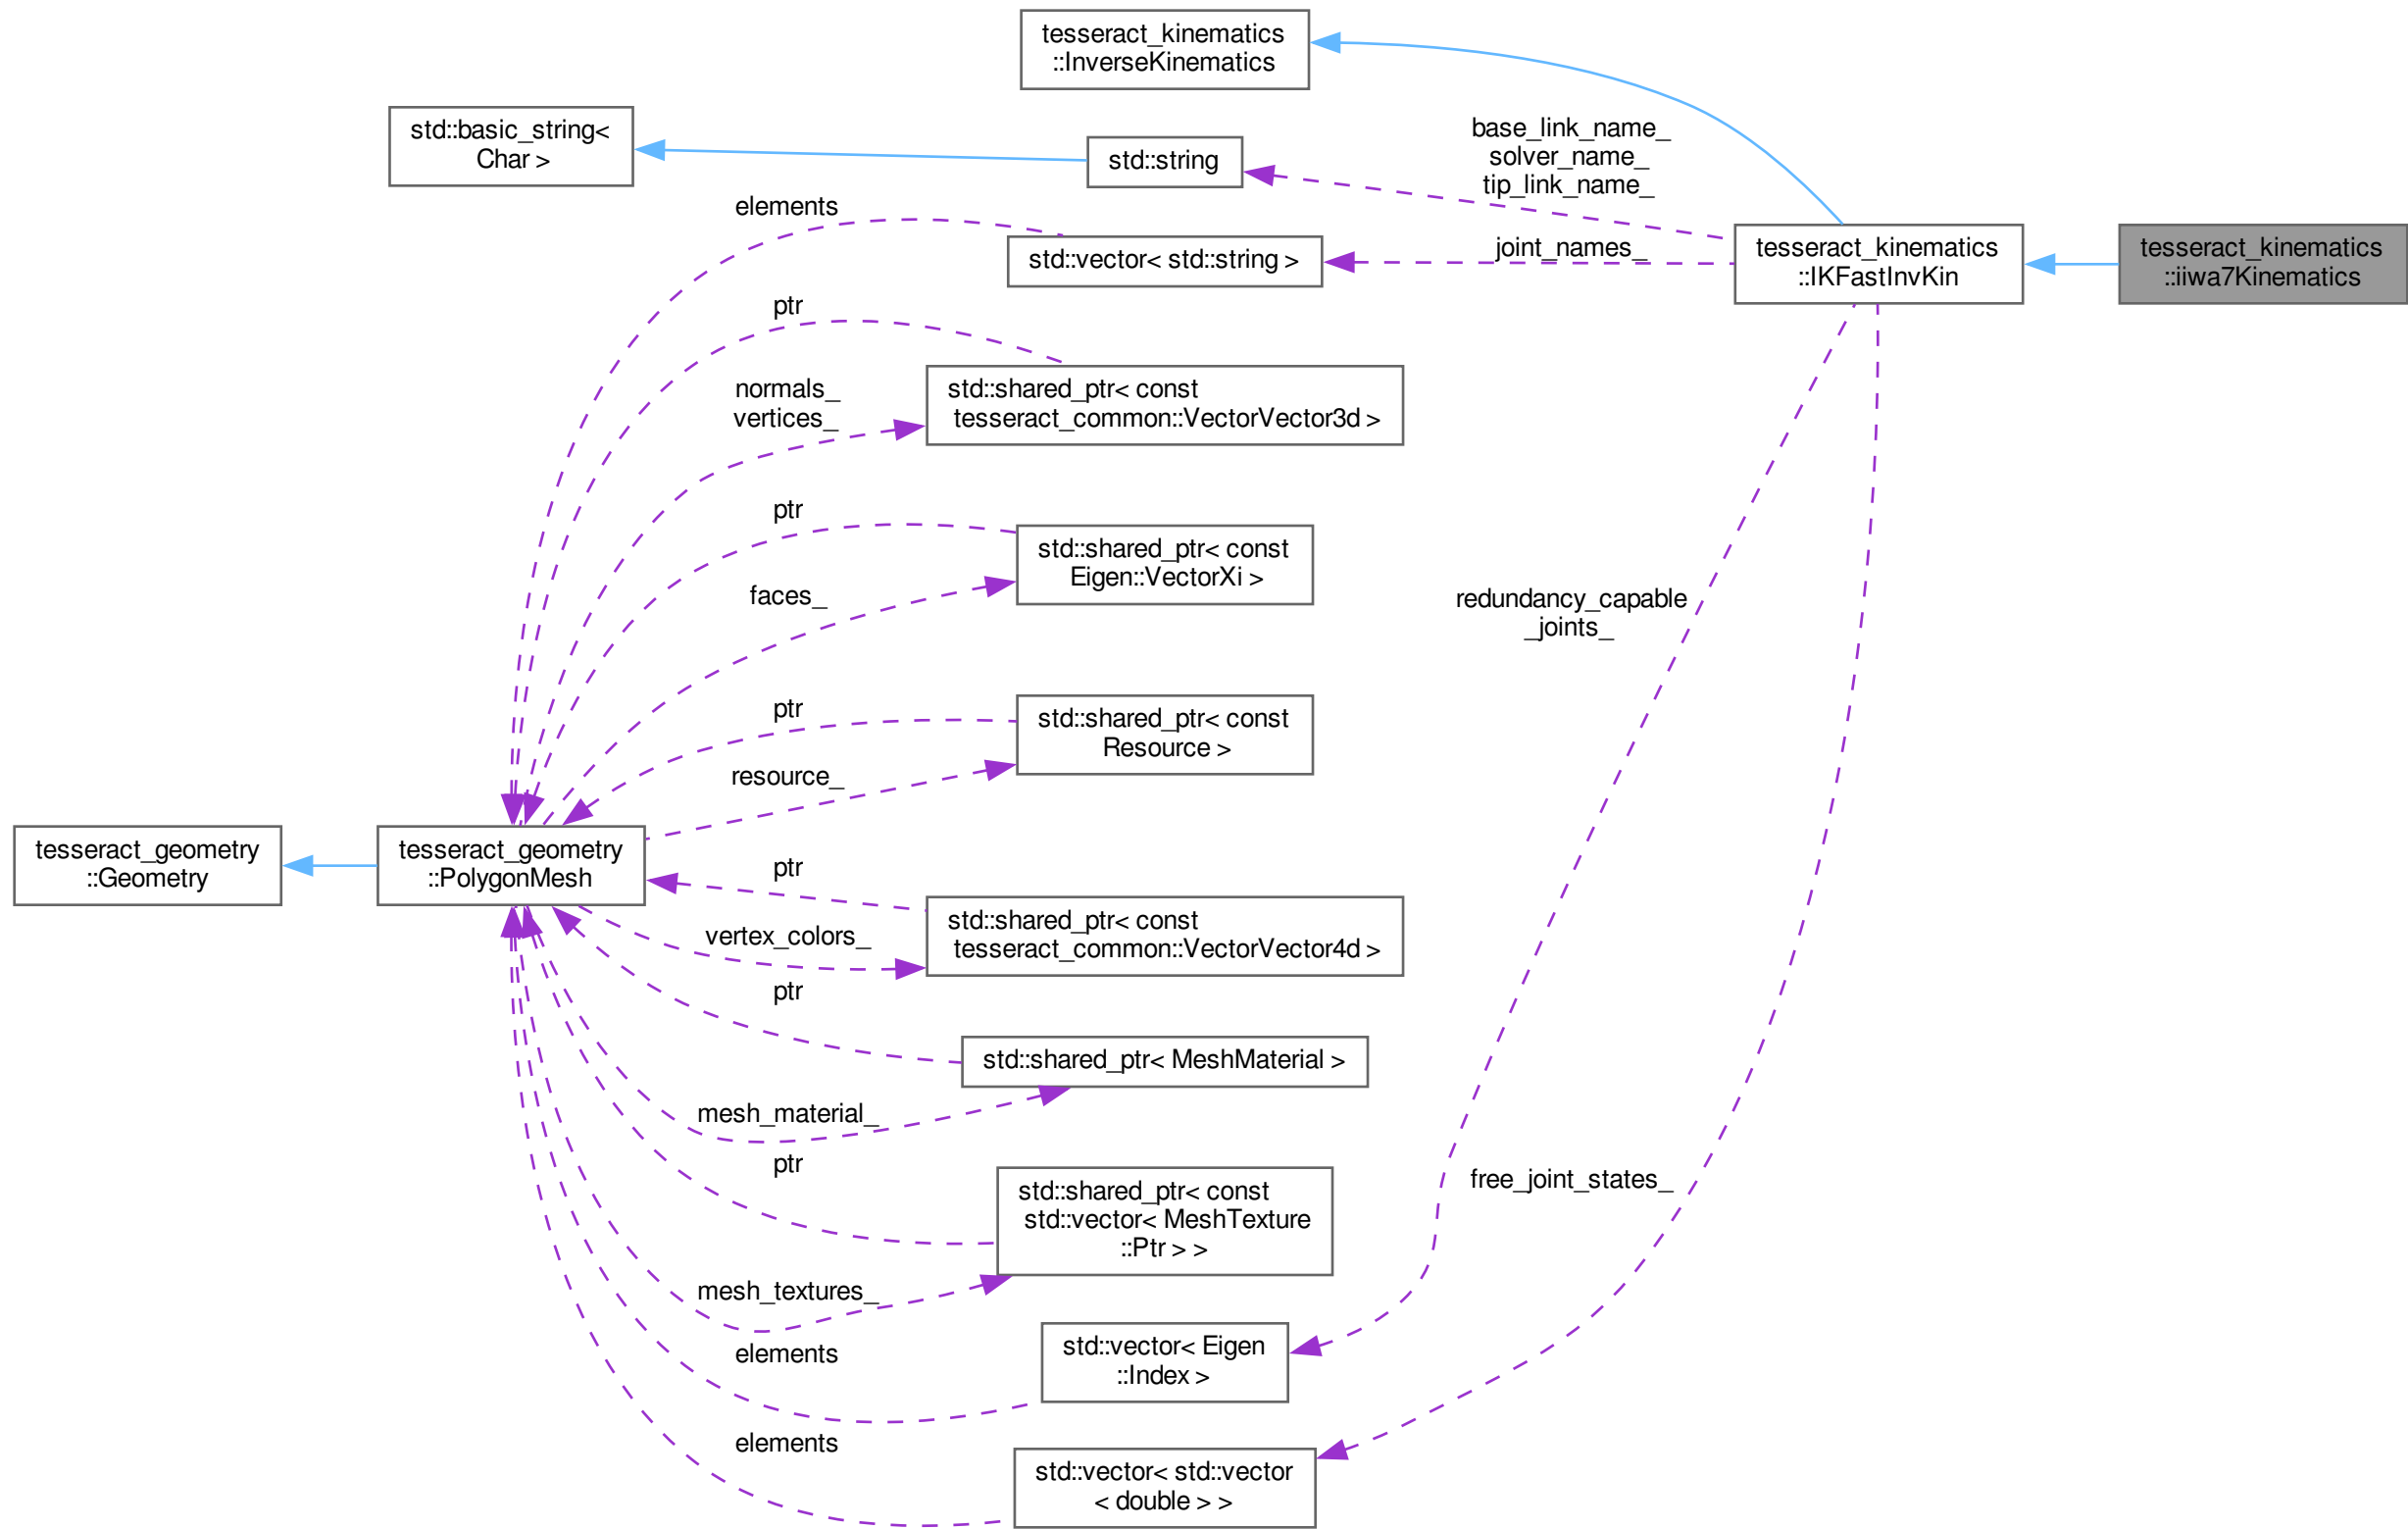 tesseract_kinematics
::InverseKinematics
std::basic_string<
Char >
std::string
base_link_name_
solver_name_
tip_link_name_
elements
std::vector< std::string >
joint_names_
tesseract_kinematics
::IKFastInvKin
tesseract_kinematics
::iiwa7Kinematics
ptr
std::shared_ptr< const
tesseract_common::VectorVector3d >
normals_
vertices_
ptr
std::shared_ptr< const
Eigen::VectorXi >
faces_
redundancy_capable
_joints_
ptr
std::shared_ptr< const
Resource >
resource_
tesseract_geometry
::Geometry
tesseract_geometry
::PolygonMesh
ptr
std::shared_ptr< const
tesseract_common::VectorVector4d >
vertex_colors_
ptr
std::shared_ptr< MeshMaterial >
mesh_material_
ptr
std::shared_ptr< const
std::vector< MeshTexture
::Ptr > >
free_joint_states_
mesh_textures_
elements
std::vector< Eigen
::Index >
elements
std::vector< std::vector
< double > >